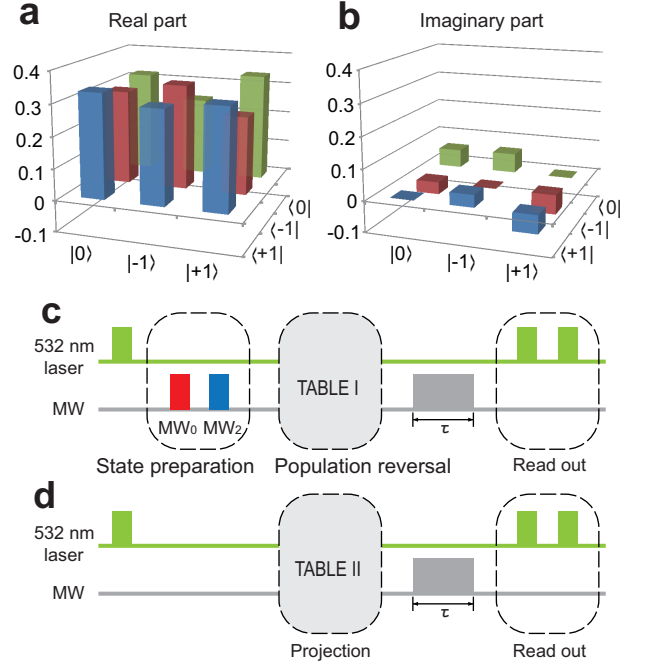 a
Real part
0.4
0.3
0.2
0.1
0
-0.1
|0⟩
|-1⟩
|+1⟩
⟨0|
⟨-1|
⟨+1|
b
Imaginary part
0.4
0.3
0.2
0.1
0
-0.1
|0⟩
|-1⟩
|+1⟩
⟨0|
⟨-1|
⟨+1|
c
532 nm
laser
MW
MW₀ MW₂
TABLE I
τ
State preparation
Population reversal
Read out
d
532 nm
laser
MW
TABLE II
τ
Projection
Read out